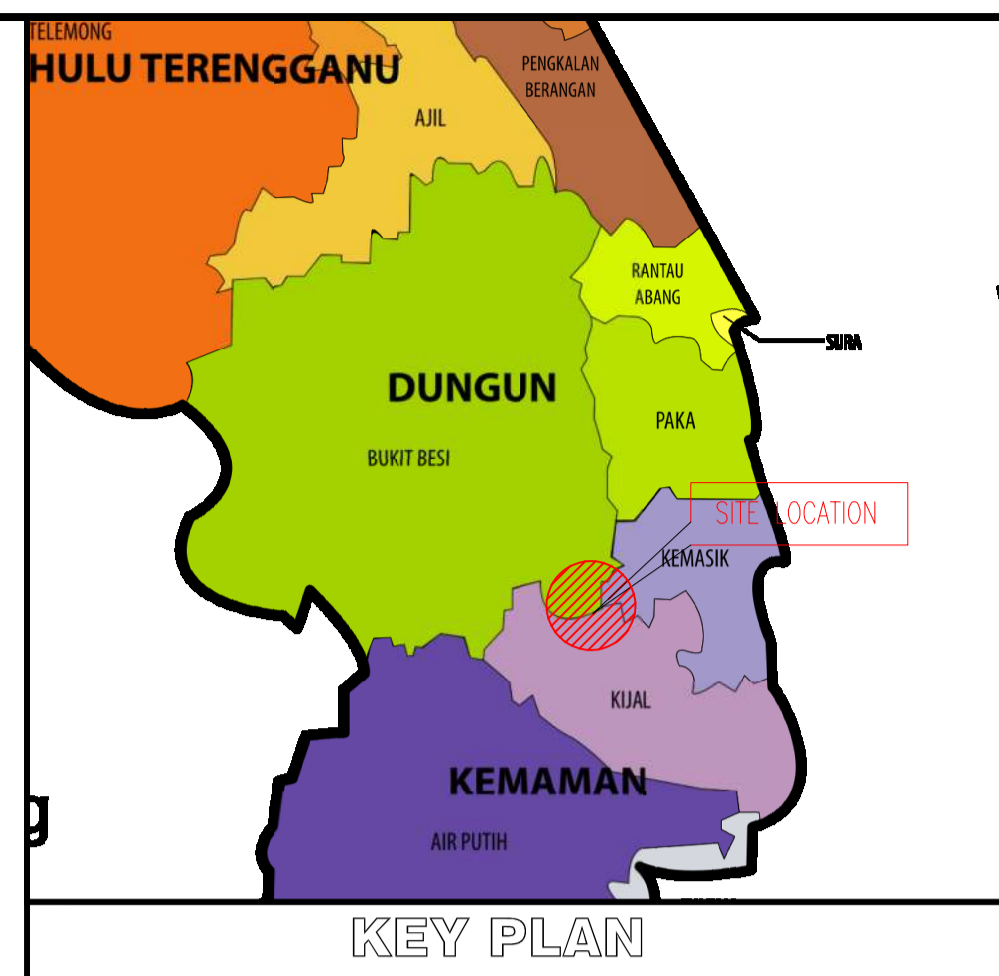 TELEMONG
HULU TERENGGANU
PENGKALAN
BERANGAN
AJIL
RANTAU
ABANG
SURA
DUNGUN
PAKA
BUKIT BESI
SITE LOCATION
KEMASIK
KIJAL
KEMAMAN
g
AIR PUTIH
KEY PLAN